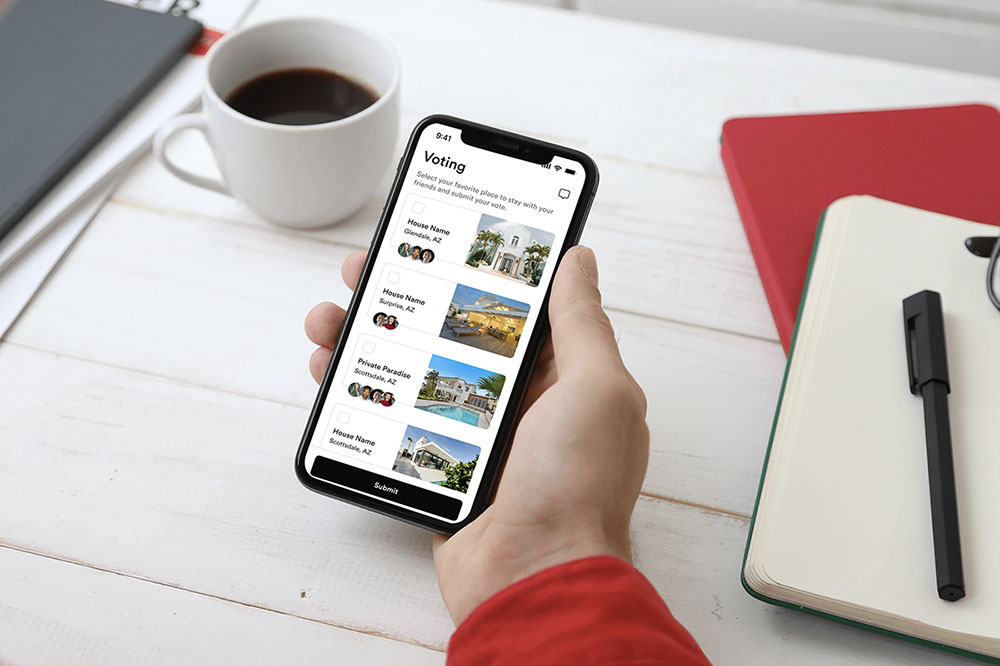 9:41
Voting
Select your favorite place to stay with your
friends and submit your vote.
House Name
Glendale, AZ
House Name
Surprise, AZ
Private Paradise
Scottsdale, AZ
House Name
Scottsdale, AZ
Submit